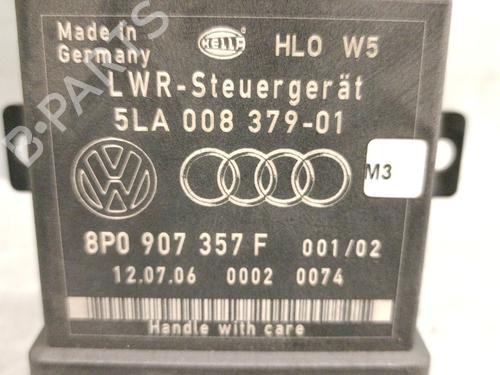 Made in
Germany
HELLA
HLO W5
LWR-Steuergerät
5LA 008 379-01
M3
8P0 907 357 F 001/02
12.07.06 0002 0074
Handle with care
B-PARTS